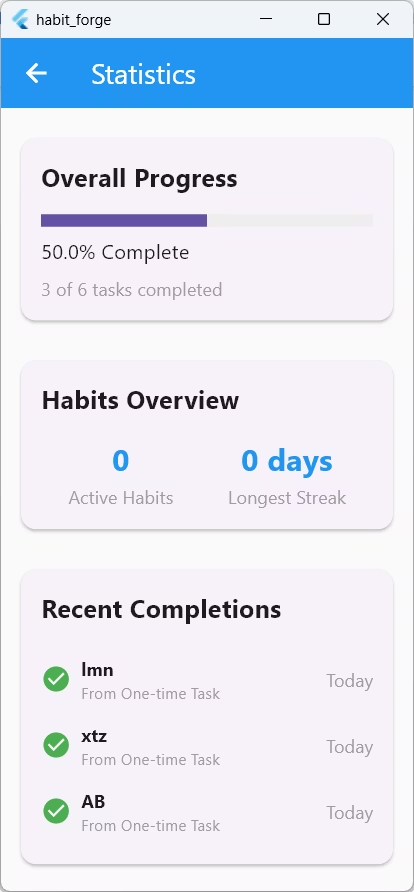 habit_forge
Statistics
Overall Progress
50.0% Complete
3 of 6 tasks completed
Habits Overview
0 0 days
Active Habits Longest Streak
Recent Completions
lmn
From One-time Task Today
xtz
From One-time Task Today
AB
From One-time Task Today